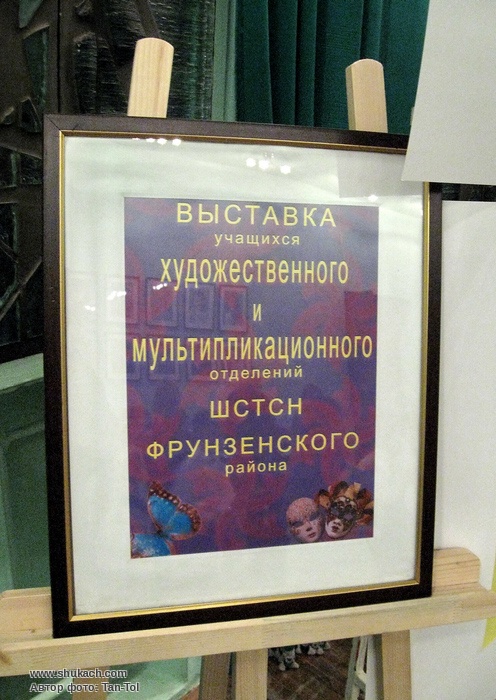 ВЫСТАВКА
учащихся
художественного
и
мультипликационного
отделений
ШСТСН
ФРУНЗЕНСКОГО
района
www.shukach.com
Автор фото: Tan-Tol